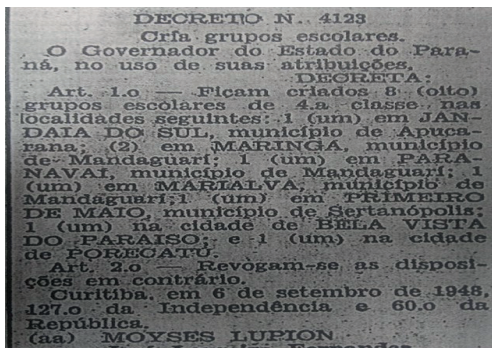 DECRETO N. 4123
Cria grupos escolares.
O Governador do Estado do Para-
ná, no uso de suas atribuições,
DECRETA:
Art. 1.o — Ficam criados 8 (oito)
grupos escolares de 4.a classe nas
localidades seguintes: 1 (um) em JAN-
DAIA DO SUL, município de Apuca-
rana; (2) em MARINGA, município
de Mandaguarí; 1 (um) em PARA-
NAVAÍ, município de Mandaguarí; 1
(um) em MARIALVA, município de
Mandaguarí;1 (um) em PRIMEIRO
DE MAIO, município de Sertanópolis;
1 (um) na cidade de BELA VISTA
DO PARAISO; e 1 (um) na cidade
de PORECATU.
Art. 2.o — Revogam-se as disposi-
ções em contrário.
Curitiba, em 6 de setembro de 1948,
127.o da Independência e 60.o da
República.
(aa) MOYSES LUPION